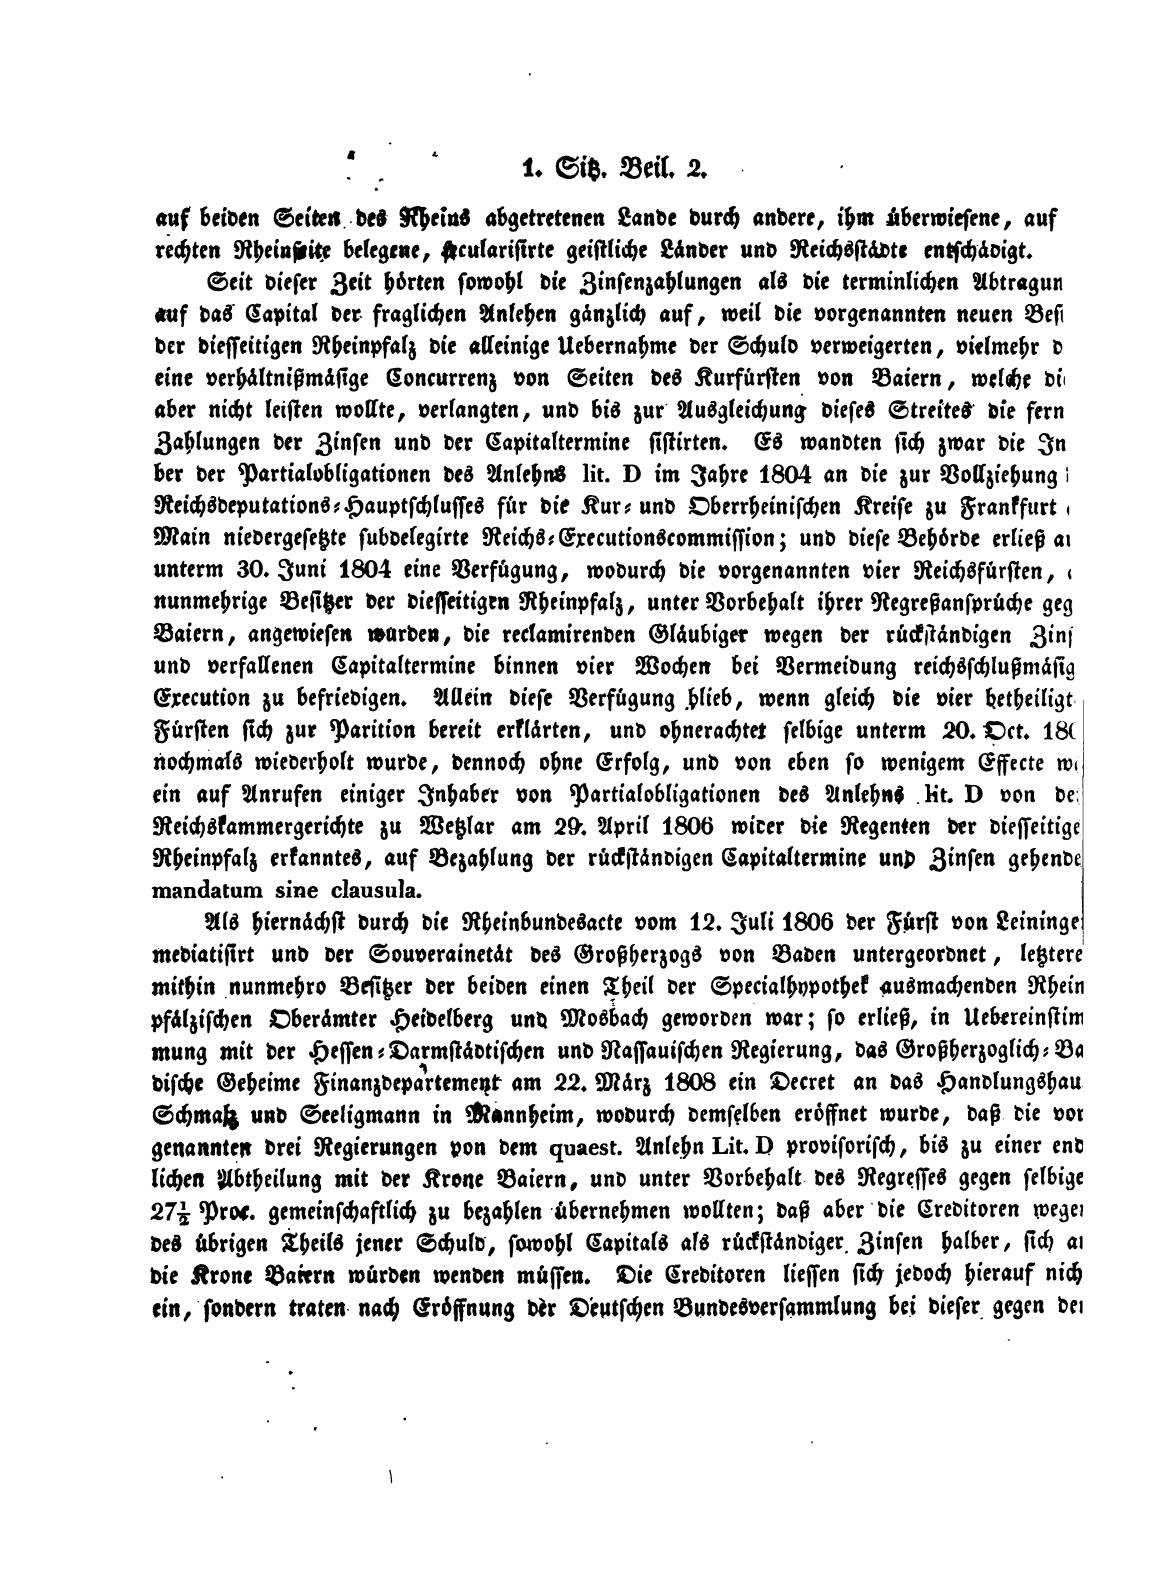 1. Sitz. Beil. 2.
auf beiden Seiten des Rheins abgetretenen Lande durch andere, ihm überwiesene, auf
rechten Rheinseite belegene, secularisirte geistliche Länder und Reichsstädte entschädigt.
Seit dieser Zeit hörten sowohl die Zinsenzahlungen als die terminlichen Abtragun
auf das Capital der fraglichen Anlehen gänzlich auf, weil die vorgenannten neuen Besi
der diesseitigen Rheinpfalz die alleinige Uebernahme der Schuld verweigerten, vielmehr d
eine verhältnißmäsige Concurrenz von Seiten des Kurfürsten von Baiern, welche die
aber nicht leisten wollte, verlangten, und bis zur Ausgleichung dieses Streites die fern
Zahlungen der Zinsen und der Capitaltermine sistirten. Es wandten sich zwar die In
ber der Partialobligationen des Anlehns lit. D im Jahre 1804 an die zur Vollziehung
Reichsdeputations-Hauptschlusses für die Kur- und Oberrheinischen Kreise zu Frankfurt
Main niedergesetzte subdelegirte Reichs-Executionscommission; und diese Behörde erließ au
unterm 30. Juni 1804 eine Verfügung, wodurch die vorgenannten vier Reichsfürsten,
nunmehrige Besitzer der diesseitigen Rheinpfalz, unter Vorbehalt ihrer Regreßansprüche geg
Baiern, angewiesen wurden, die reclamirenden Gläubiger wegen der rückständigen Zins
und verfallenen Capitaltermine binnen vier Wochen bei Vermeidung reichsschlußmäsig
Execution zu befriedigen. Allein diese Verfügung blieb, wenn gleich die vier betheiligt
Fürsten sich zur Parition bereit erklärten, und ohnerachtet selbige unterm 20. Oct. 180
nochmals wiederholt wurde, dennoch ohne Erfolg, und von eben so wenigem Effecte wa
ein auf Anrufen einiger Inhaber von Partialobligationen des Anlehns lit. D von de
Reichskammergerichte zu Wetzlar am 29. April 1806 wider die Regenten der diesseitige
Rheinpfalz erkanntes, auf Bezahlung der rückständigen Capitaltermine und Zinsen gehende
mandatum sine clausula.
Als hiernächst durch die Rheinbundesacte vom 12. Juli 1806 der Fürst von Leininge
mediatisirt und der Souverainetät des Großherzogs von Baden untergeordnet, letztere
mithin nunmehro Besitzer der beiden einen Theil der Specialhypothek ausmachenden Rhein
pfälzischen Oberämter Heidelberg und Mosbach geworden war; so erließ, in Uebereinstim
mung mit der Hessen-Darmstädtischen und Nassauischen Regierung, das Großherzoglich-Ba
dische Geheime Finanzdepartement am 22. März 1808 ein Decret an das Handlungshau
Schmalz und Seeligmann in Mannheim, wodurch demselben eröffnet wurde, daß die vor
genannten drei Regierungen von dem quaest. Anlehn Lit. D provisorisch, bis zu einer end
lichen Abtheilung mit der Krone Baiern, und unter Vorbehalt des Regresses gegen selbige
27½ Proc. gemeinschaftlich zu bezahlen übernehmen wollten; daß aber die Creditoren wegen
des übrigen Theils jener Schuld, sowohl Capitals als rückständiger Zinsen halber, sich an
die Krone Baiern würden wenden müssen. Die Creditoren liessen sich jedoch hierauf nich
ein, sondern traten nach Eröffnung der Deutschen Bundesversammlung bei dieser gegen den